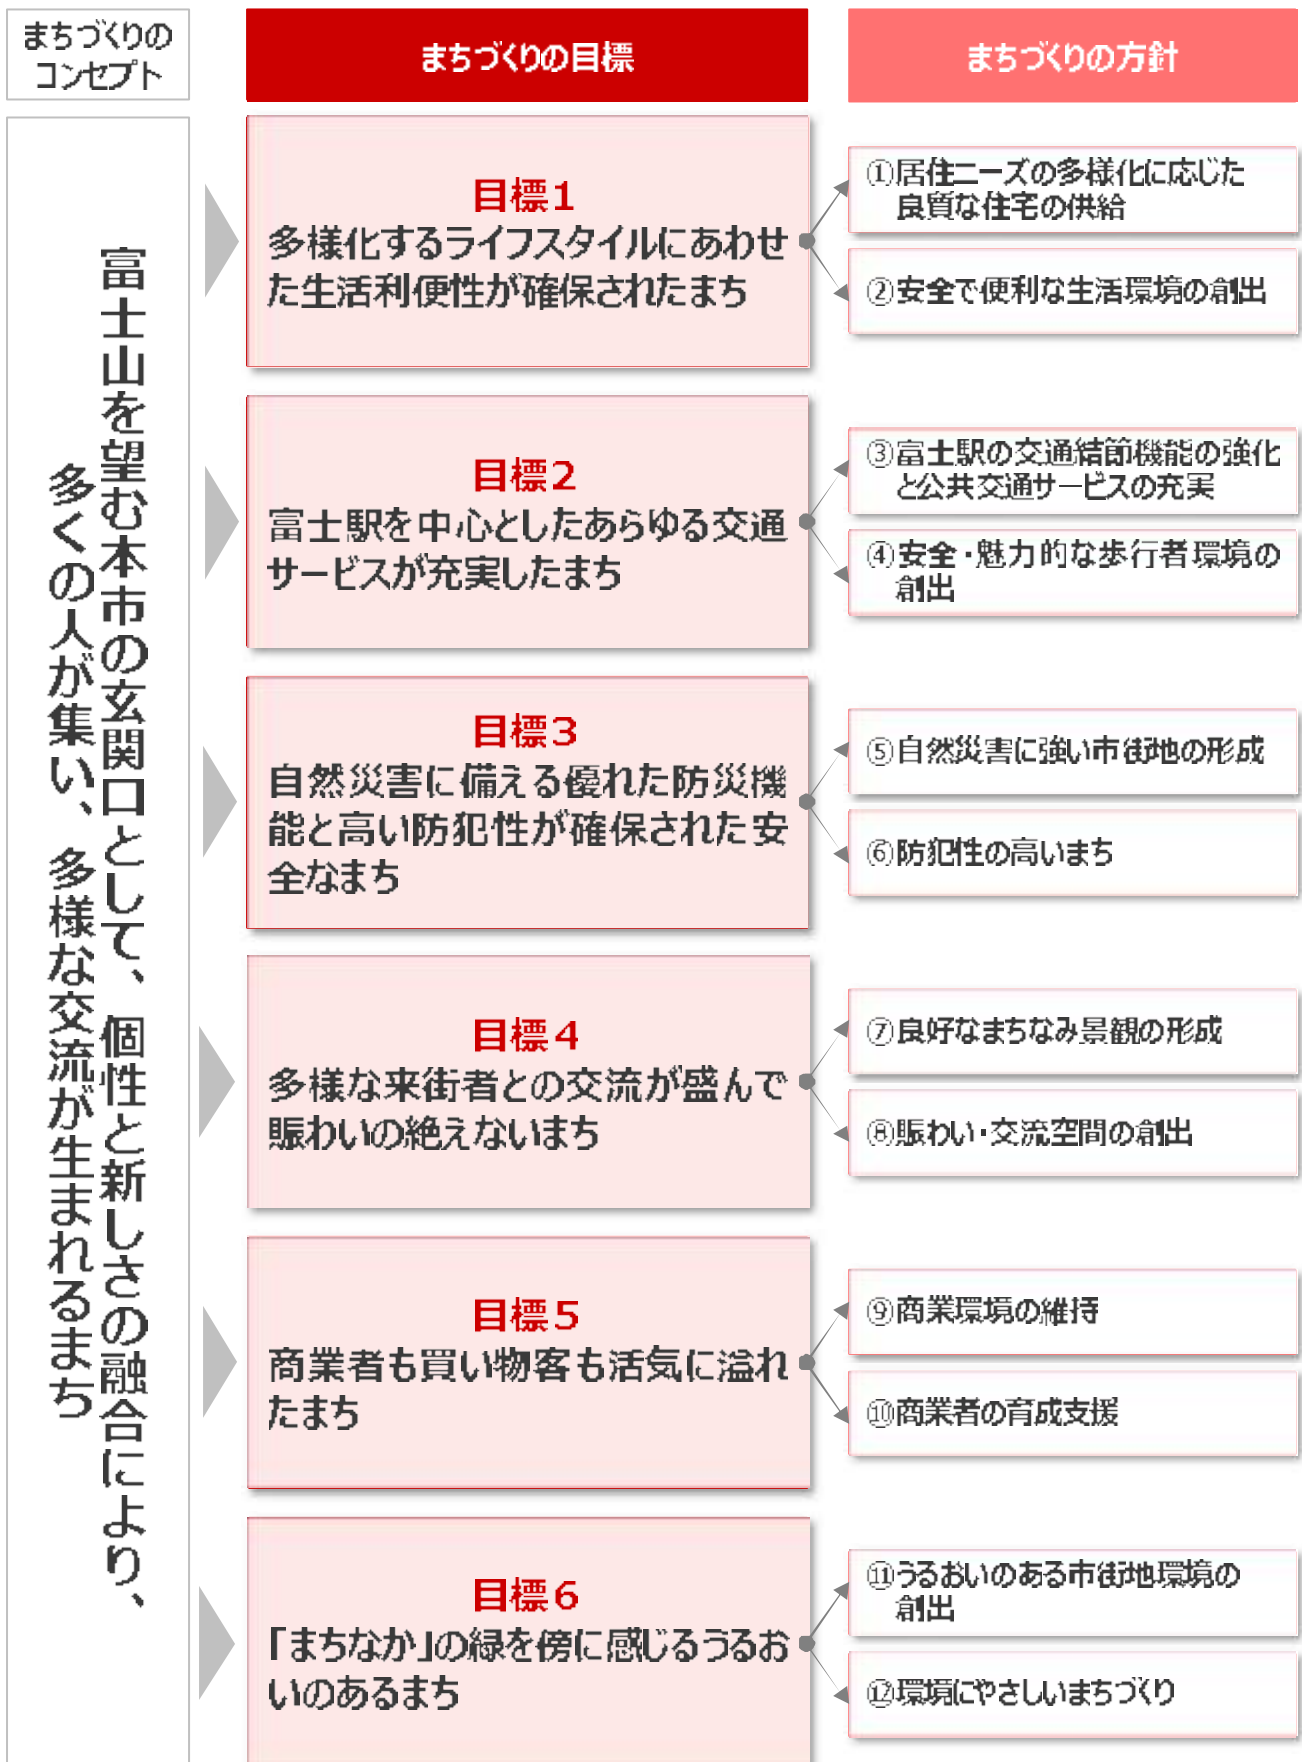 まちづくりの
コンセプト
まちづくりの目標
まちづくりの方針
富士山を望む本市の玄関口として、個性と新しさの融合により、
多くの人が集い、多様な交流が生まれるまち
目標1
多様化するライフスタイルにあわせ
た生活利便性が確保されたまち
①居住ニーズの多様化に応じた
良質な住宅の供給
②安全で便利な生活環境の創出
目標2
富士駅を中心としたあらゆる交通
サービスが充実したまち
③富士駅の交通結節機能の強化
と公共交通サービスの充実
④安全・魅力的な歩行者環境の
創出
目標3
自然災害に備える優れた防災機
能と高い防犯性が確保された安
全なまち
⑤自然災害に強い市街地の形成
⑥防犯性の高いまち
目標4
多様な来街者との交流が盛んで
賑わいの絶えないまち
⑦良好なまちなみ景観の形成
⑧賑わい・交流空間の創出
目標5
商業者も買い物客も活気に溢れ
たまち
⑨商業環境の維持
⑩商業者の育成支援
目標6
「まちなか」の緑を傍に感じるうるお
いのあるまち
⑪うるおいのある市街地環境の
創出
⑫環境にやさしいまちづくり